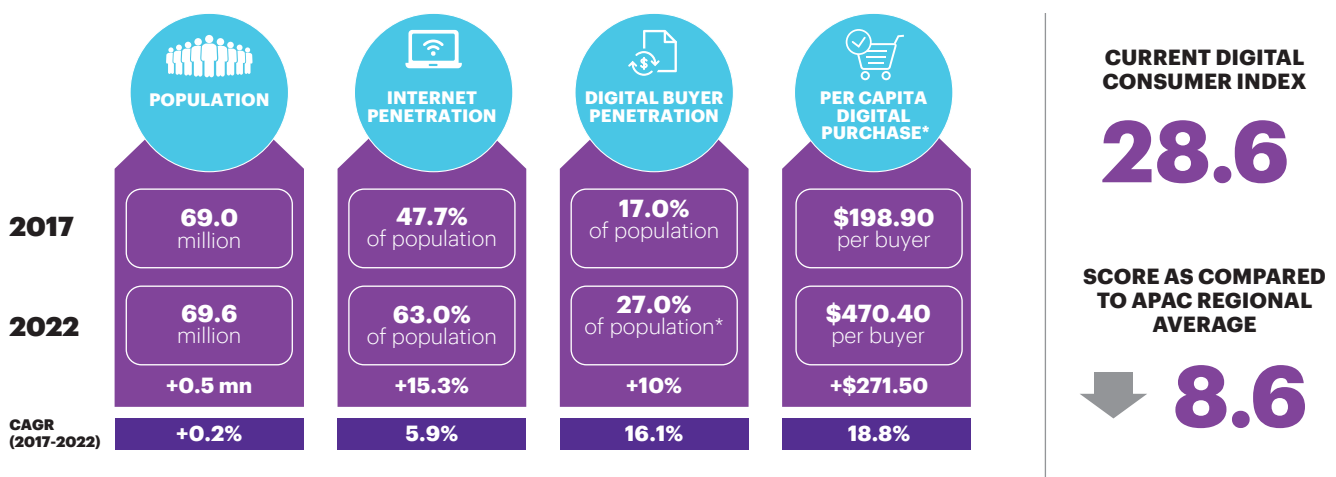 POPULATION
INTERNET
PENETRATION
DIGITAL BUYER
PENETRATION
PER CAPITA
DIGITAL
PURCHASE*
$
2017
69.0
million
47.7%
of population
17.0%
of population
$198.90
per buyer
2022
69.6
million
63.0%
of population
27.0%
of population*
$470.40
per buyer
+0.5 mn
+15.3%
+10%
+$271.50
CAGR
(2017-2022)
+0.2%
5.9%
16.1%
18.8%
CURRENT DIGITAL
CONSUMER INDEX
28.6
SCORE AS COMPARED
TO APAC REGIONAL
AVERAGE
8.6